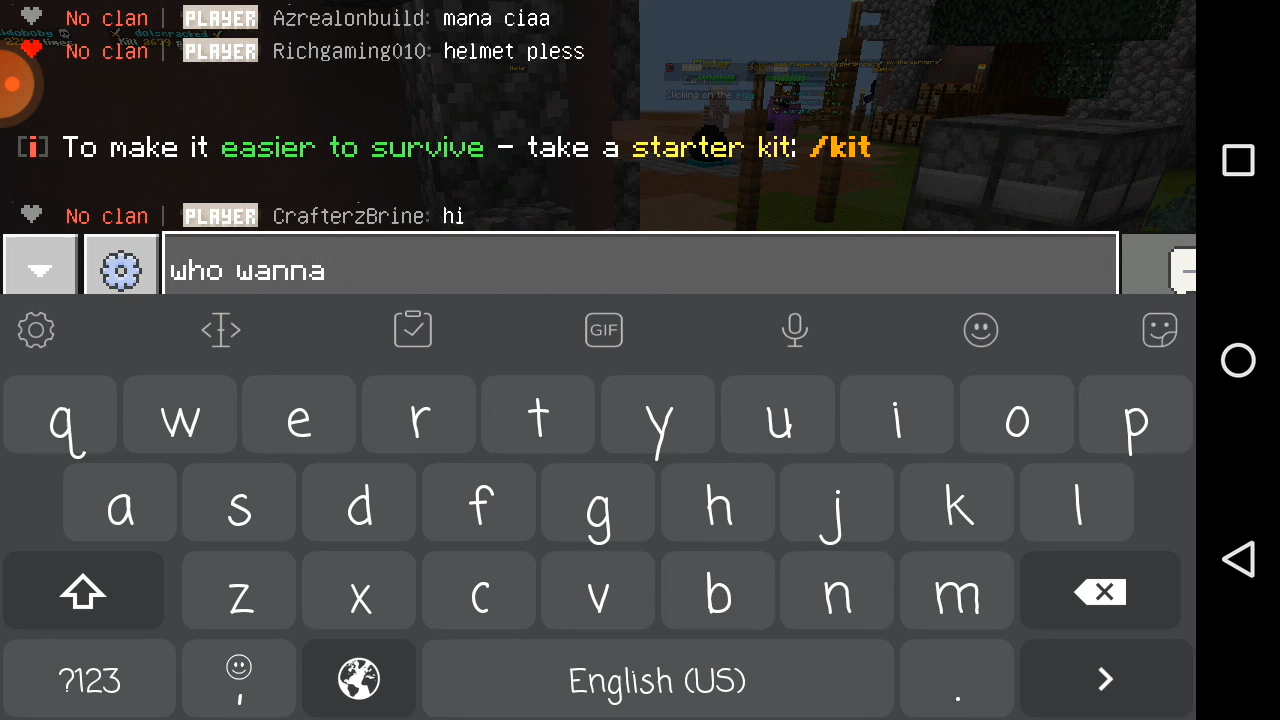 No clan | PLAYER Azrealonbuild: mana ciaa
No clan | PLAYER Richgaming010: helmet pless
[i] To make it easier to survive – take a starter kit: /kit
No clan | PLAYER CrafterzBrine: hi
who wanna
GIF
q w e r t y u i o p
a s d f g h j k l
z x c v b n m
?123 , English (US) .